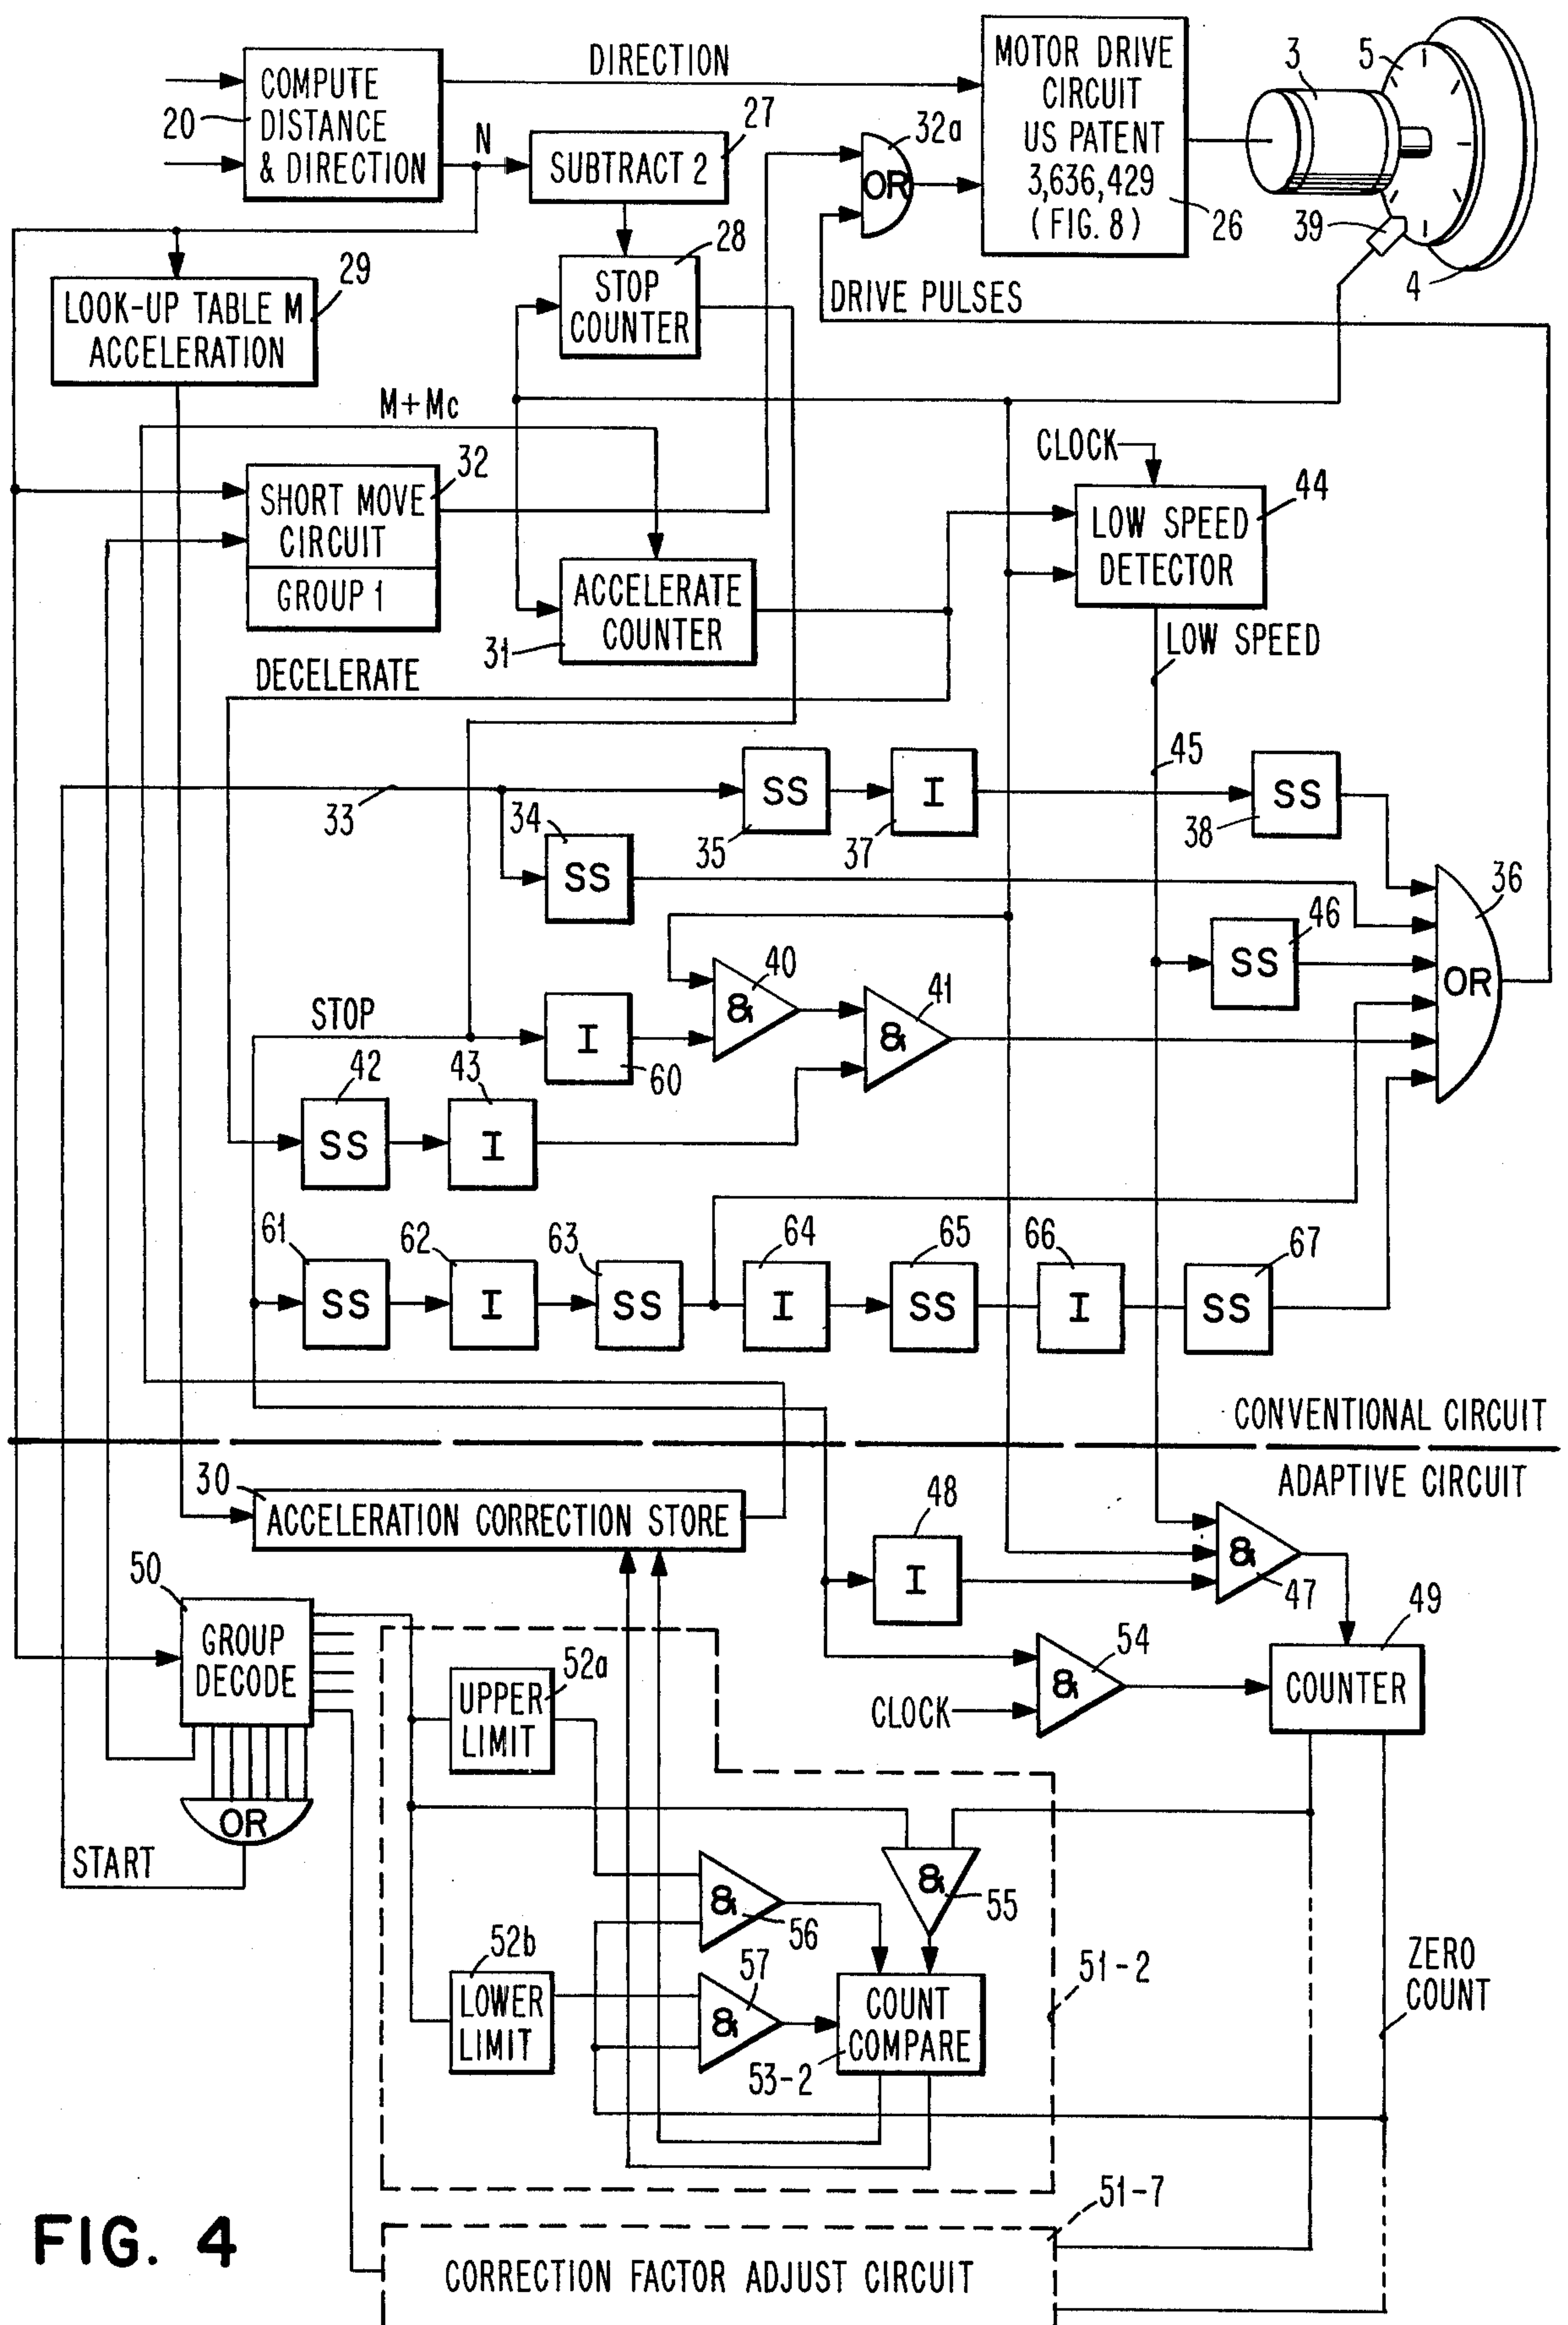 DIRECTION
COMPUTE
DISTANCE
& DIRECTION
20
N
27
SUBTRACT 2
32a
OR
MOTOR DRIVE
CIRCUIT
US PATENT
3,636,429
(FIG. 8)
26
3
5
39
4
28
STOP
COUNTER
DRIVE PULSES
29
LOOK-UP TABLE M
ACCELERATION
M+Mc
32
SHORT MOVE
CIRCUIT
GROUP 1
CLOCK
44
LOW SPEED
DETECTOR
ACCELERATE
COUNTER
31
LOW SPEED
DECELERATE
45
33
34
SS
SS
35
I
37
SS
38
36
OR
46
SS
40
&
41
&
STOP
I
60
42
SS
43
I
61
SS
62
I
63
SS
64
I
65
SS
66
I
67
SS
CONVENTIONAL CIRCUIT
ADAPTIVE CIRCUIT
30
ACCELERATION CORRECTION STORE
48
I
&
47
50
GROUP
DECODE
49
COUNTER
54
&
CLOCK
52a
UPPER
LIMIT
OR
START
&
55
&
56
52b
LOWER
LIMIT
57
&
COUNT
COMPARE
53-2
51-2
ZERO
COUNT
51-7
CORRECTION FACTOR ADJUST CIRCUIT
FIG. 4